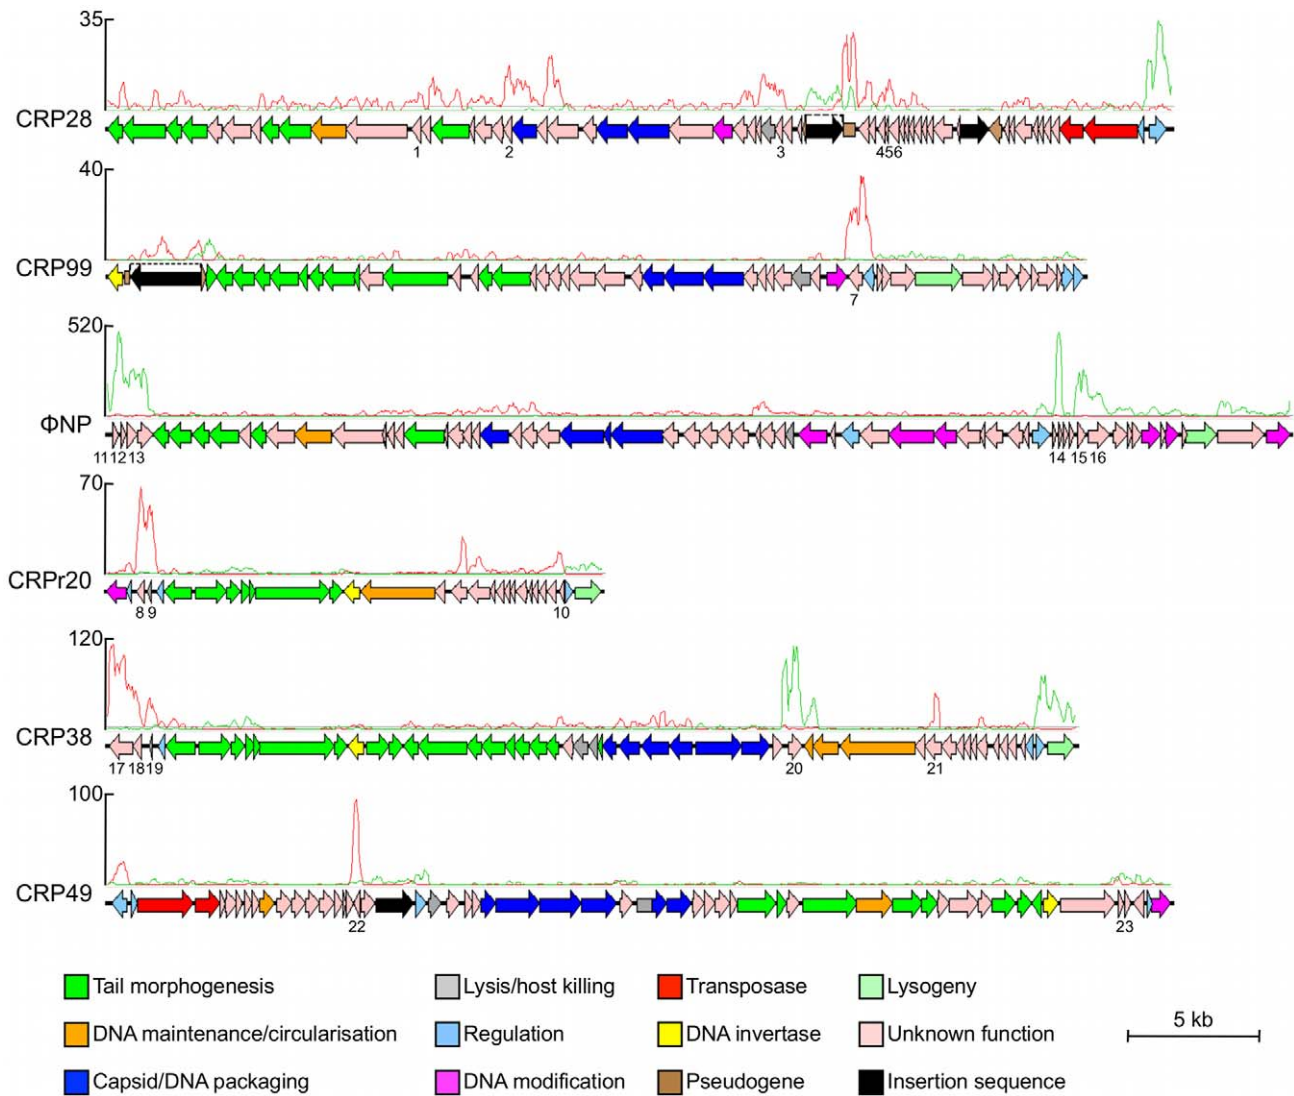 35
CRP28
1 2 3 456
40
CRP99
7
520
ΦNP
111213 14 15 16
70
CRPr20
8 9 10
120
CRP38
17 1819 20 21
100
CRP49
22 23
Tail morphogenesis Lysis/host killing Transposase Lysogeny
DNA maintenance/circularisation Regulation DNA invertase Unknown function 5 kb
Capsid/DNA packaging DNA modification Pseudogene Insertion sequence